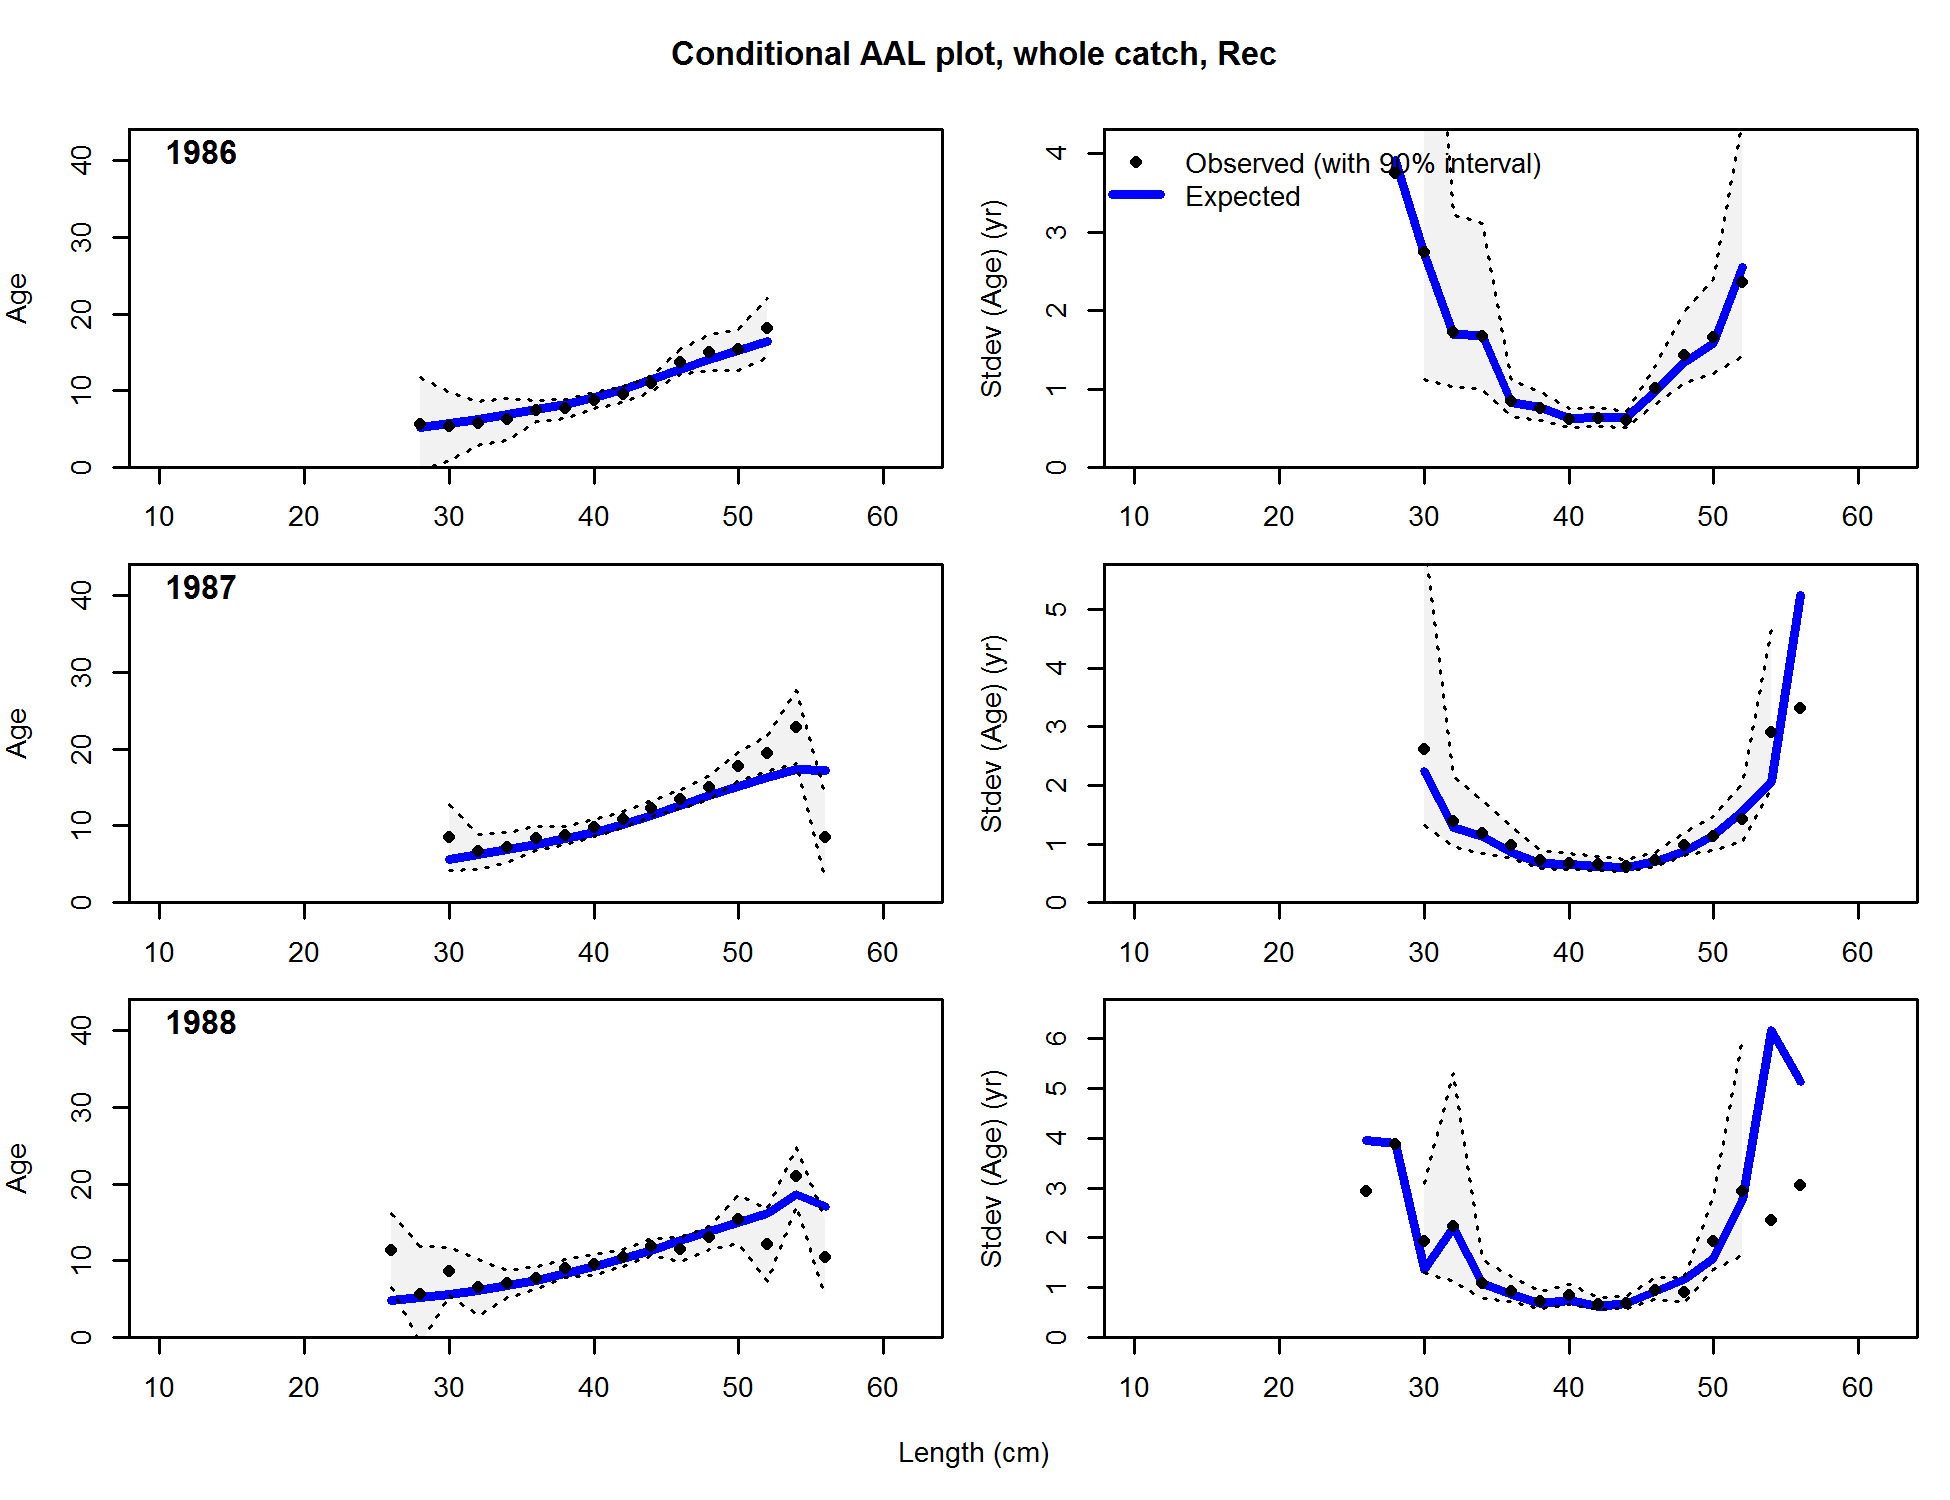 Conditional AAL plot, whole catch, Rec
1986
Age
0 10 20 30 40
10 20 30 40 50 60
Observed (with 90% interval)
Expected
Stdev (Age) (yr)
0 1 2 3 4
10 20 30 40 50 60
1987
Age
0 10 20 30 40
10 20 30 40 50 60
Stdev (Age) (yr)
0 1 2 3 4 5
10 20 30 40 50 60
1988
Age
0 10 20 30 40
10 20 30 40 50 60
Stdev (Age) (yr)
0 1 2 3 4 5 6
10 20 30 40 50 60
Length (cm)